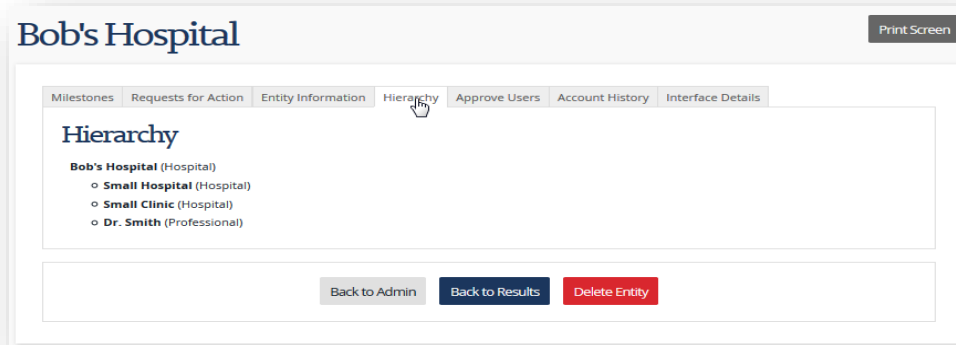 Bob's Hospital
Print Screen
Milestones Requests for Action Entity Information Hierarchy Approve Users Account History Interface Details
Hierarchy
Bob's Hospital (Hospital)
Small Hospital (Hospital)
Small Clinic (Hospital)
Dr. Smith (Professional)
Back to Admin Back to Results Delete Entity